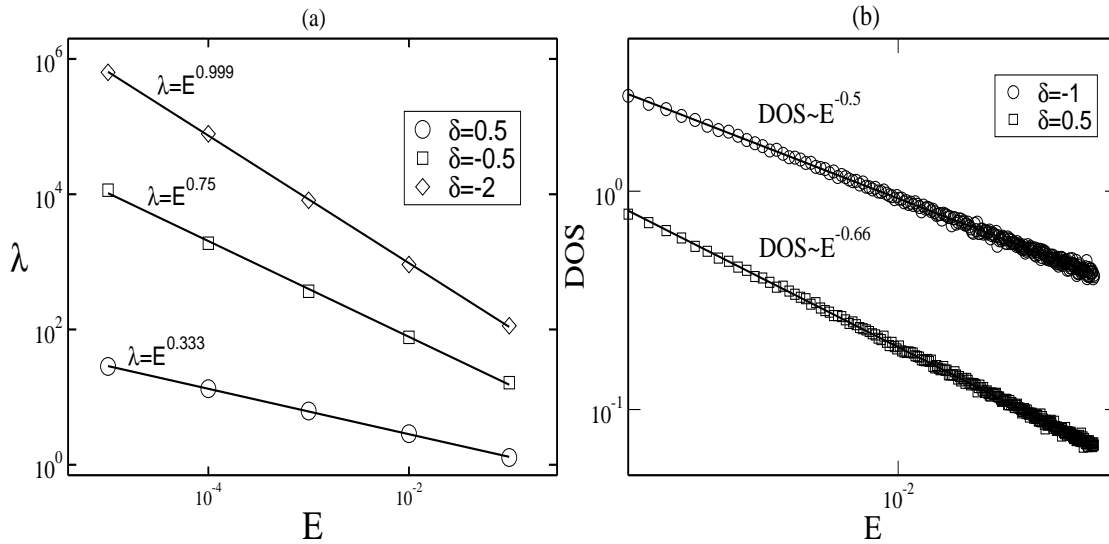 (a)
10^6
10^4
10^2
10^0
λ
λ=E^0.999
λ=E^0.75
λ=E^0.333
δ=0.5
δ=-0.5
δ=-2
10^-4
10^-2
E
(b)
10^0
10^-1
DOS
DOS~E^-0.5
DOS~E^-0.66
δ=-1
δ=0.5
10^-2
E